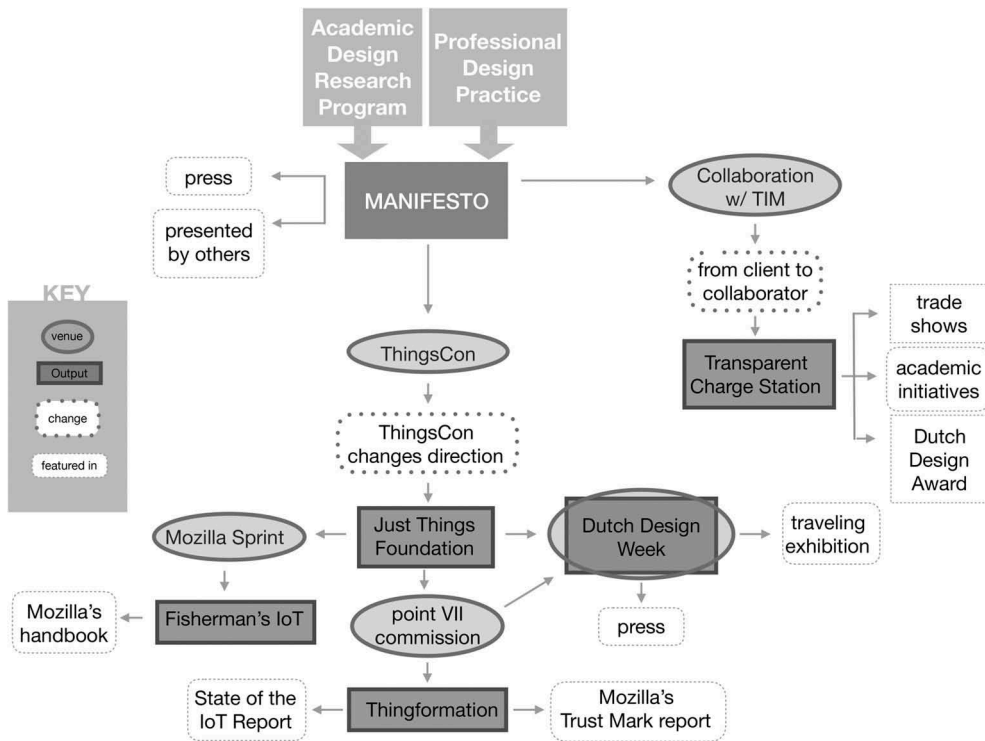 Academic
Design
Research
Program
Professional
Design
Practice
MANIFESTO
press
presented
by others
Collaboration
w/ TIM
from client to
collaborator
Transparent
Charge Station
trade
shows
academic
initiatives
Dutch
Design
Award
KEY
venue
Output
change
featured in
ThingsCon
ThingsCon
changes direction
Just Things
Foundation
Mozilla Sprint
Dutch Design
Week
traveling
exhibition
Mozilla's
handbook
Fisherman's IoT
point VII
commission
press
State of the
IoT Report
Thingformation
Mozilla's
Trust Mark report